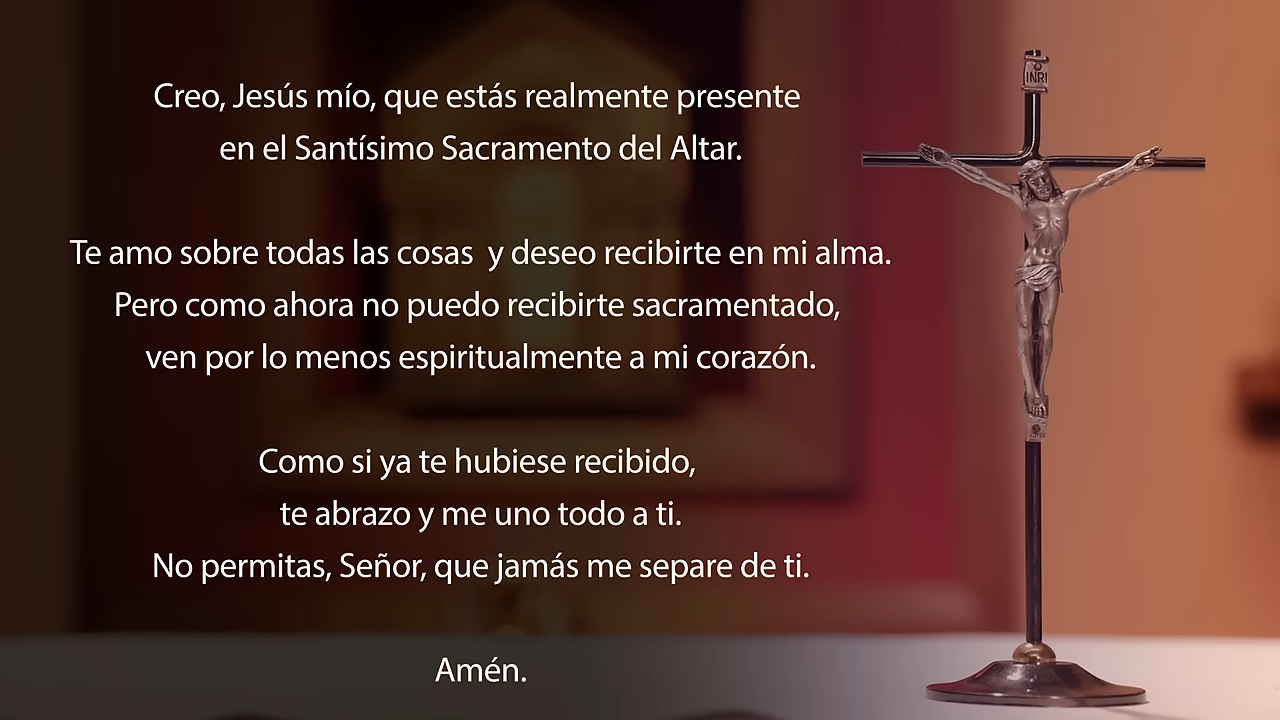 Creo, Jesús mío, que estás realmente presente
en el Santísimo Sacramento del Altar.
Te amo sobre todas las cosas  y deseo recibirte en mi alma.
Pero como ahora no puedo recibirte sacramentado,
ven por lo menos espiritualmente a mi corazón.
Como si ya te hubiese recibido,
te abrazo y me uno todo a ti.
No permitas, Señor, que jamás me separe de ti.
Amén.
INRI